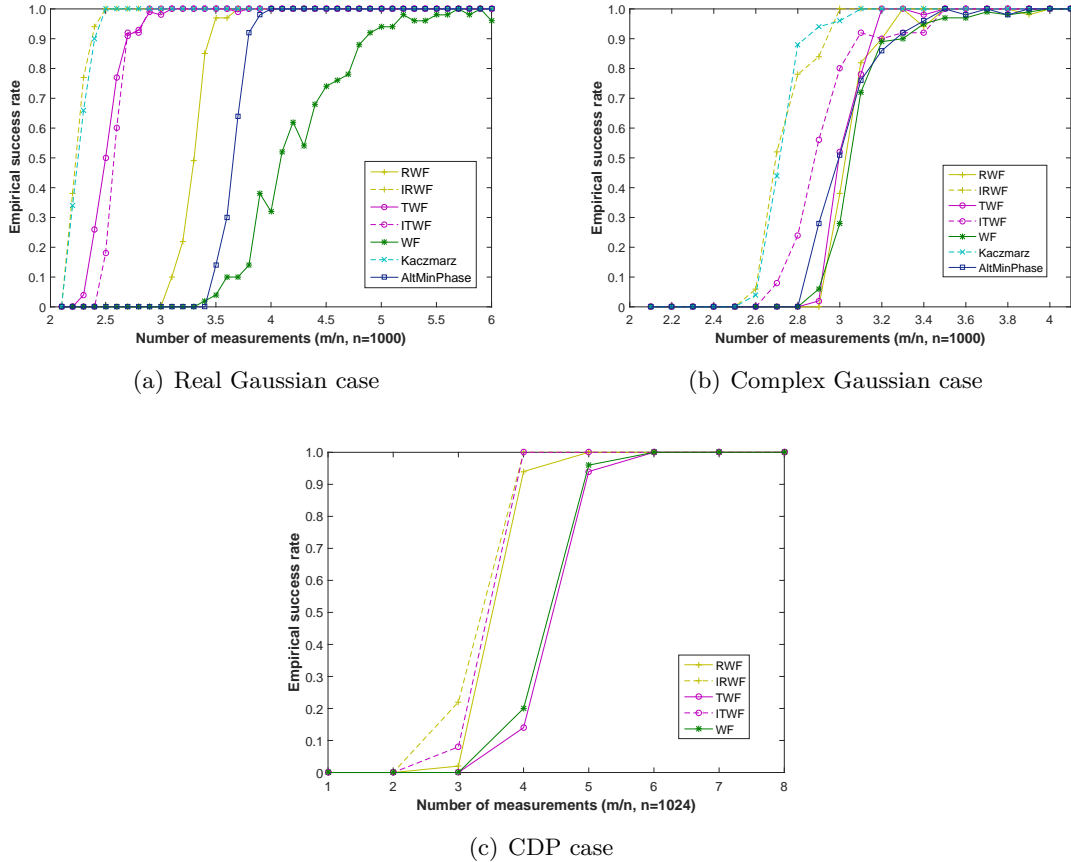 Empirical success rate
1.0
0.9
0.8
0.7
0.6
0.5
0.4
0.3
0.2
0.1
0
2 2.5 3 3.5 4 4.5 5 5.5 6
Number of measurements (m/n, n=1000)
RWF
IRWF
TWF
ITWF
WF
Kaczmarz
AltMinPhase
(a) Real Gaussian case
Empirical success rate
1.0
0.9
0.8
0.7
0.6
0.5
0.4
0.3
0.2
0.1
0
2 2.2 2.4 2.6 2.8 3 3.2 3.4 3.6 3.8 4
Number of measurements (m/n, n=1000)
RWF
IRWF
TWF
ITWF
WF
Kaczmarz
AltMinPhase
(b) Complex Gaussian case
Empirical success rate
1.0
0.9
0.8
0.7
0.6
0.5
0.4
0.3
0.2
0.1
0
1 2 3 4 5 6 7 8
Number of measurements (m/n, n=1024)
RWF
IRWF
TWF
ITWF
WF
(c) CDP case